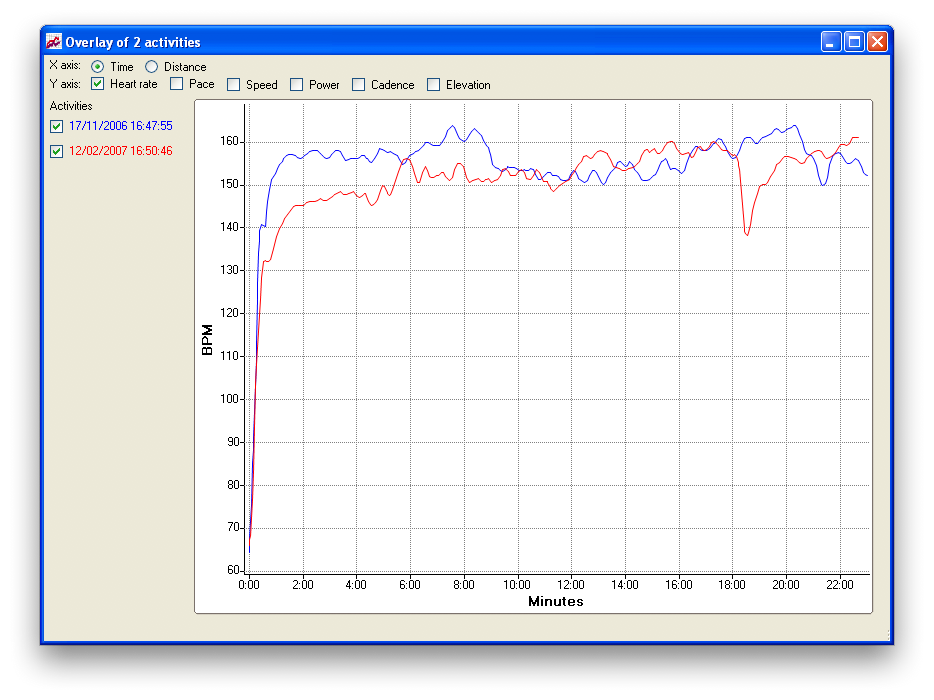 Overlay of 2 activities
X axis: Time Distance
Y axis: Heart rate Pace Speed Power Cadence Elevation
Activities
17/11/2006 16:47:55
12/02/2007 16:50:46
BPM
160
150
140
130
120
110
100
90
80
70
60
0:00 2:00 4:00 6:00 8:00 10:00 12:00 14:00 16:00 18:00 20:00 22:00
Minutes